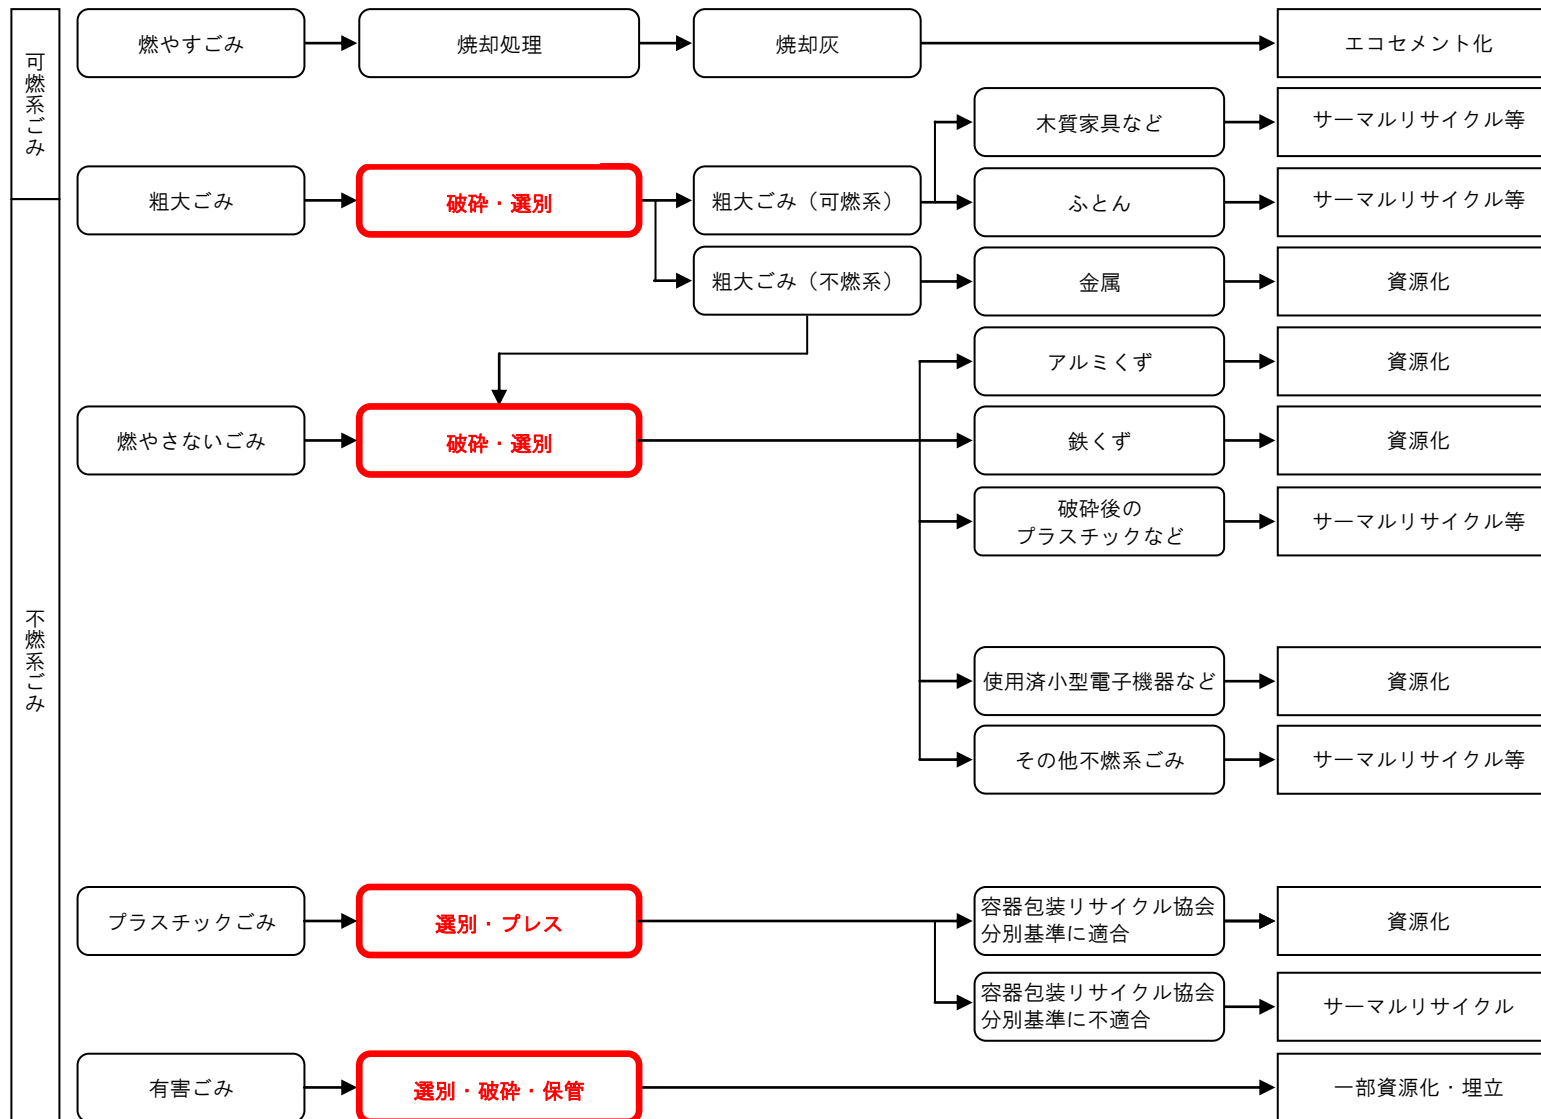 可燃系ごみ
燃やすごみ
焼却処理
焼却灰
エコセメント化
木質家具など
サーマルリサイクル等
粗大ごみ
破砕・選別
粗大ごみ（可燃系）
ふとん
サーマルリサイクル等
粗大ごみ（不燃系）
金属
資源化
不燃系ごみ
アルミくず
資源化
燃やさないごみ
破砕・選別
鉄くず
資源化
破砕後の
プラスチックなど
サーマルリサイクル等
使用済小型電子機器など
資源化
その他不燃系ごみ
サーマルリサイクル等
プラスチックごみ
選別・プレス
容器包装リサイクル協会
分別基準に適合
資源化
容器包装リサイクル協会
分別基準に不適合
サーマルリサイクル
有害ごみ
選別・破砕・保管
一部資源化・埋立